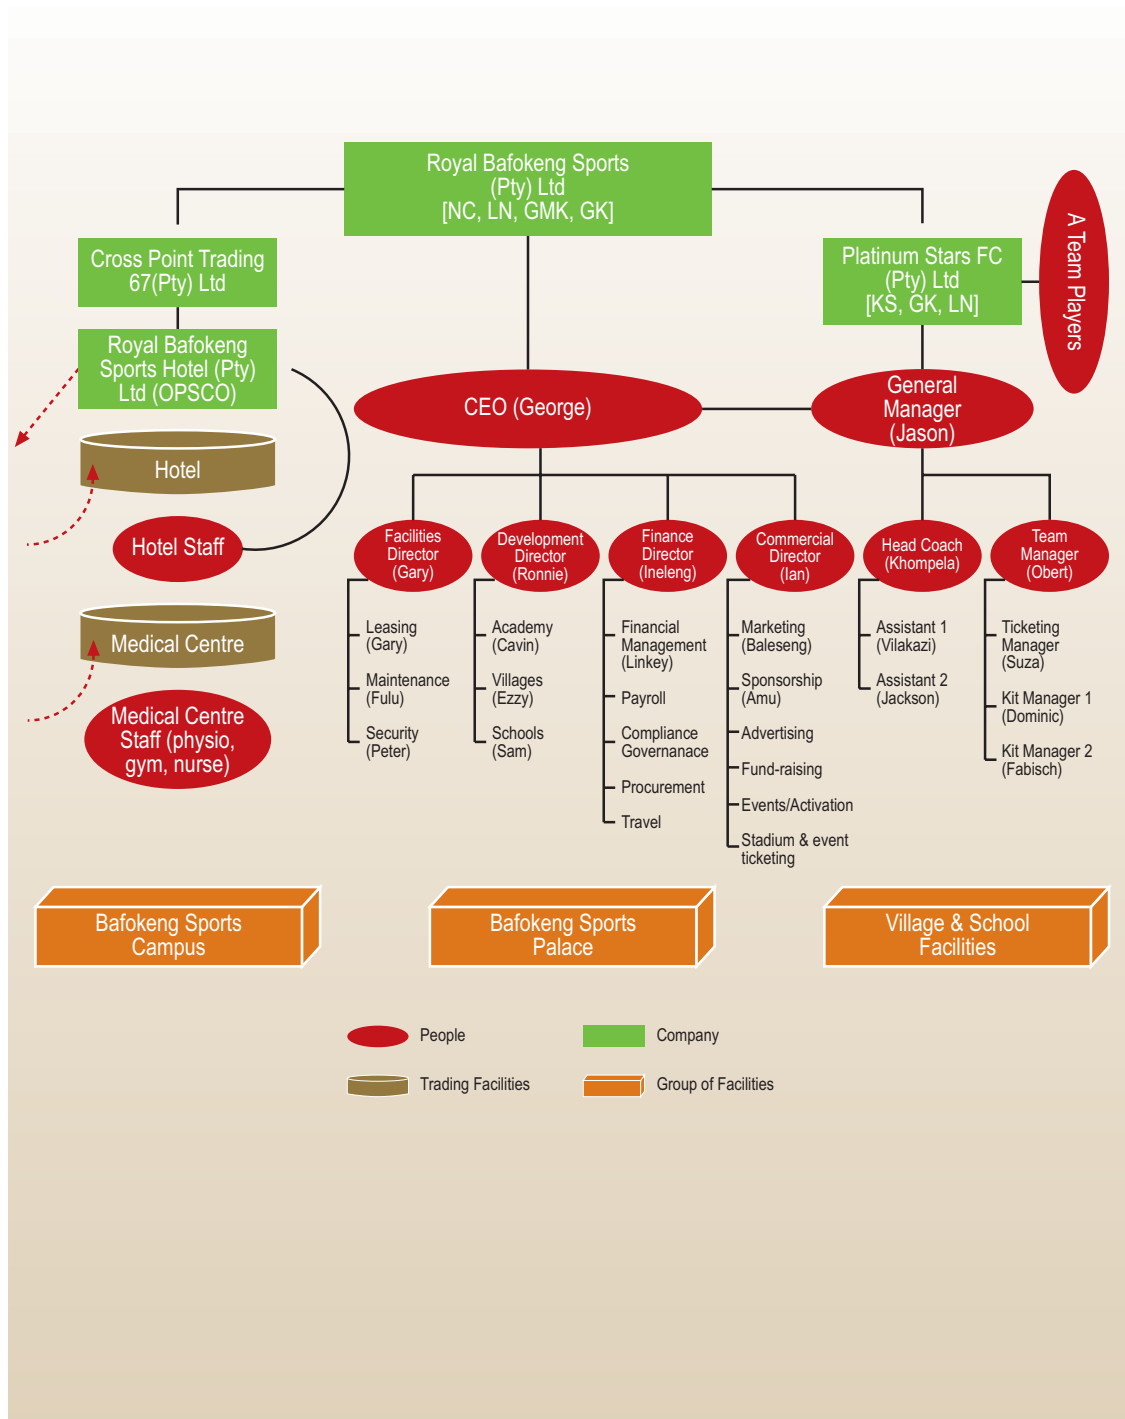 Royal Bafokeng Sports
(Pty) Ltd
[NC, LN, GMK, GK]
Cross Point Trading
67(Pty) Ltd
Royal Bafokeng
Sports Hotel (Pty)
Ltd (OPSCO)
Platinum Stars FC
(Pty) Ltd
[KS, GK, LN]
A Team Players
CEO (George)
General
Manager
(Jason)
Hotel
Hotel Staff
Medical Centre
Medical Centre
Staff (physio,
gym, nurse)
Facilities
Director
(Gary)
Leasing
(Gary)
Maintenance
(Fulu)
Security
(Peter)
Development
Director
(Ronnie)
Academy
(Cavin)
Villages
(Ezzy)
Schools
(Sam)
Finance
Director
(Ineleng)
Financial
Management
(Linkey)
Payroll
Compliance
Governanace
Procurement
Travel
Commercial
Director
(Ian)
Marketing
(Baleseng)
Sponsorship
(Amu)
Advertising
Fund-raising
Events/Activation
Stadium & event
ticketing
Head Coach
(Khompela)
Assistant 1
(Vilakazi)
Assistant 2
(Jackson)
Team
Manager
(Obert)
Ticketing
Manager
(Suza)
Kit Manager 1
(Dominic)
Kit Manager 2
(Fabisch)
Bafokeng Sports
Campus
Bafokeng Sports
Palace
Village & School
Facilities
People
Company
Trading Facilities
Group of Facilities